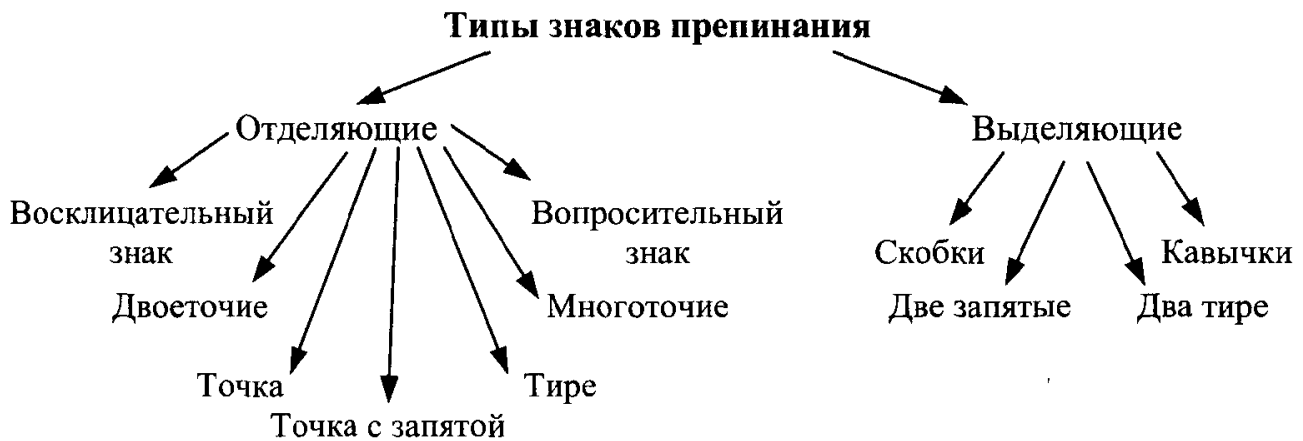 Типы знаков препинания
Отделяющие
Выделяющие
Восклицательный
знак
Вопросительный
знак
Скобки
Кавычки
Двоеточие
Многоточие
Две запятые
Два тире
Точка
Тире
Точка с запятой